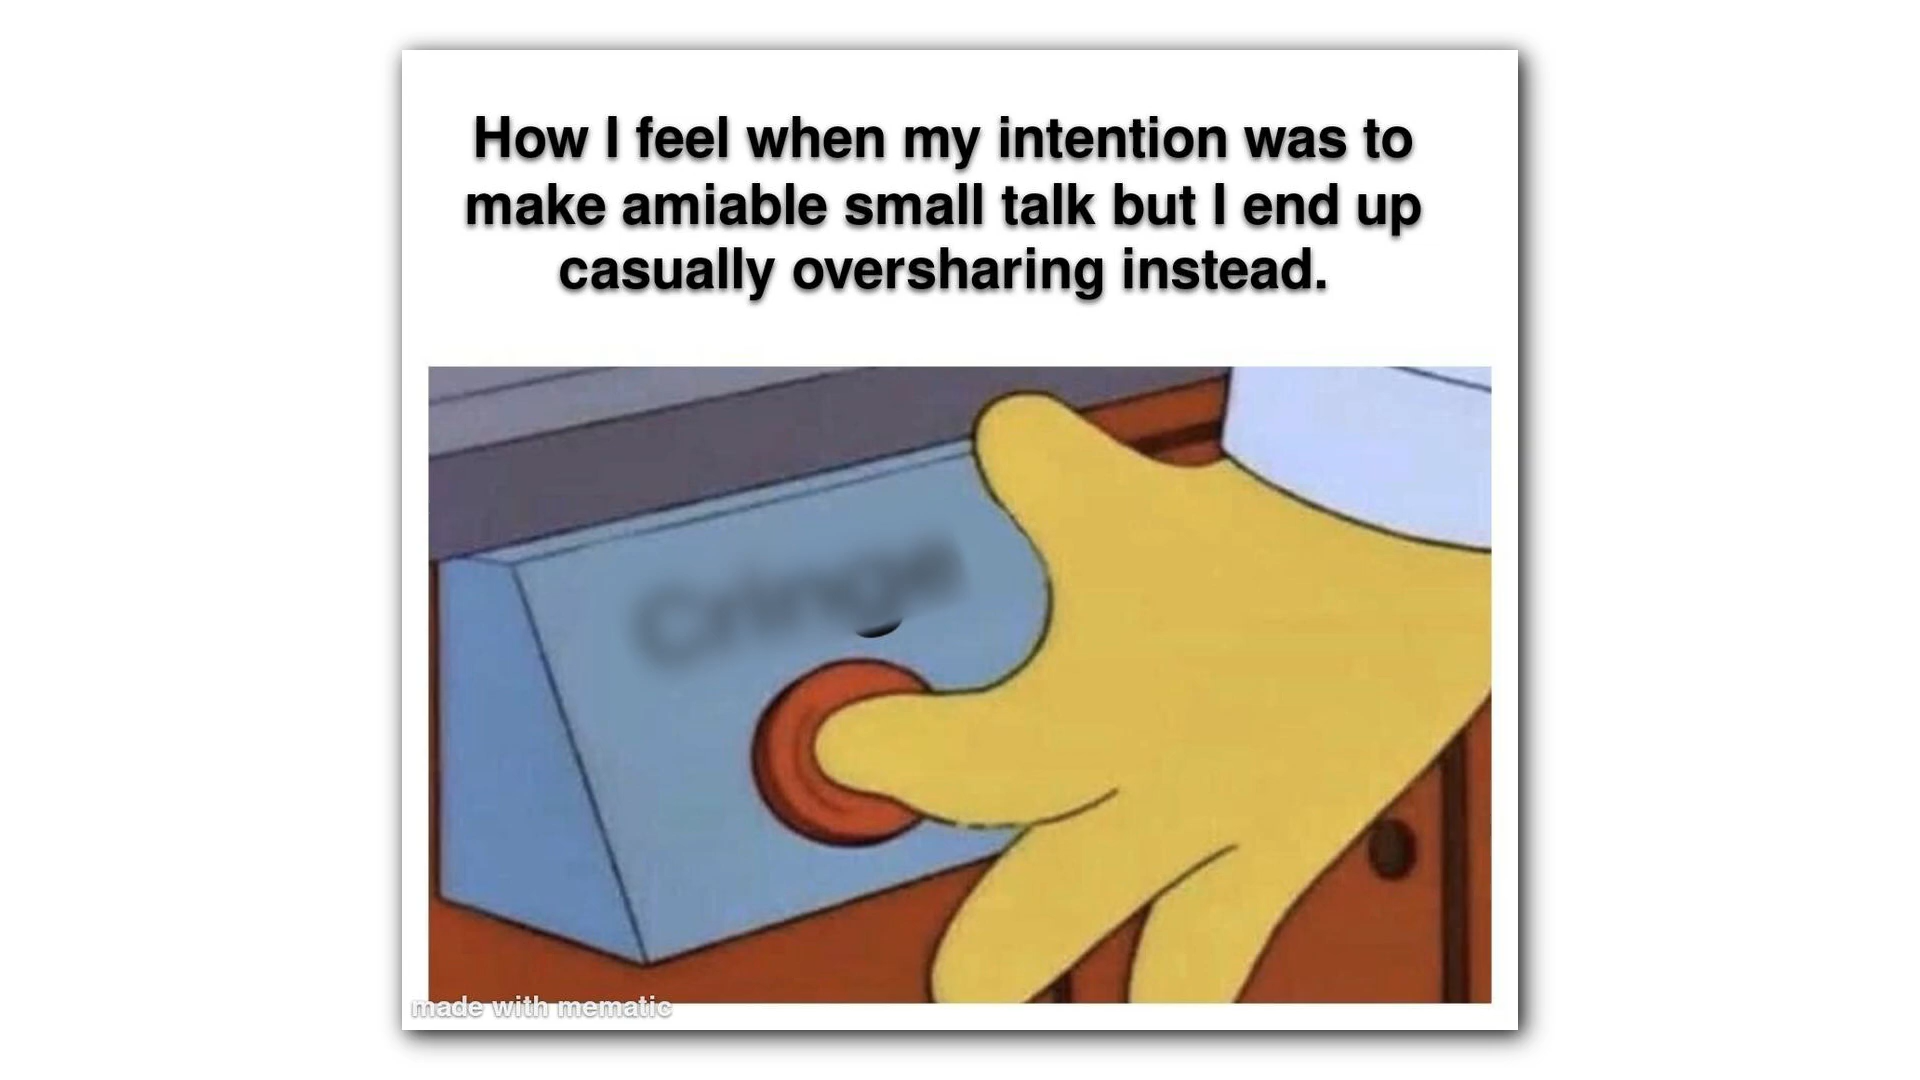 How I feel when my intention was to
make amiable small talk but I end up
casually oversharing instead.
made with mematic